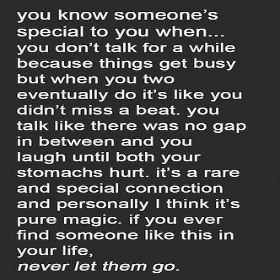 you know someone's
special to you when...
you don't talk for a while
because things get busy
but when you two
eventually do it's like you
didn't miss a beat. you
talk like there was no gap
in between and you
laugh until both your
stomachs hurt. it's a rare
and special connection
and personally I think it's
pure magic. if you ever
find someone like this in
your life,
never let them go.